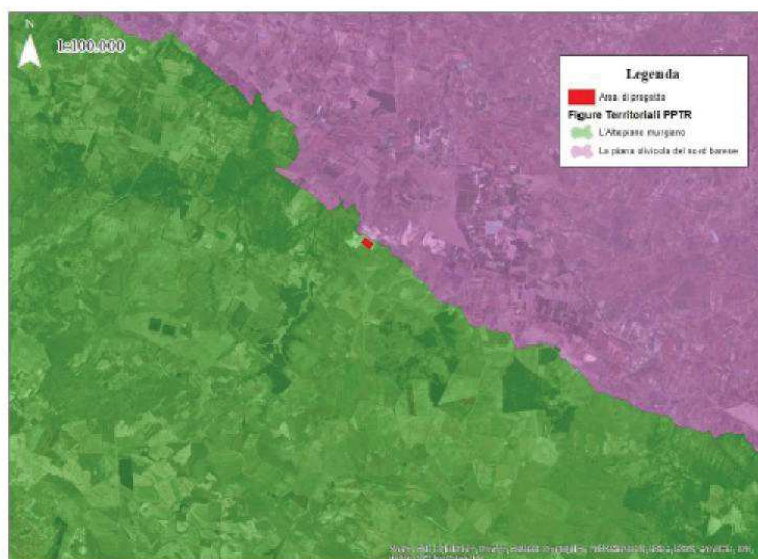 N
1:100.000
Legenda
Area di progetto
Figure Territoriali PPTR
L'Altopiano murgiano
La piana olivicola del nord barese